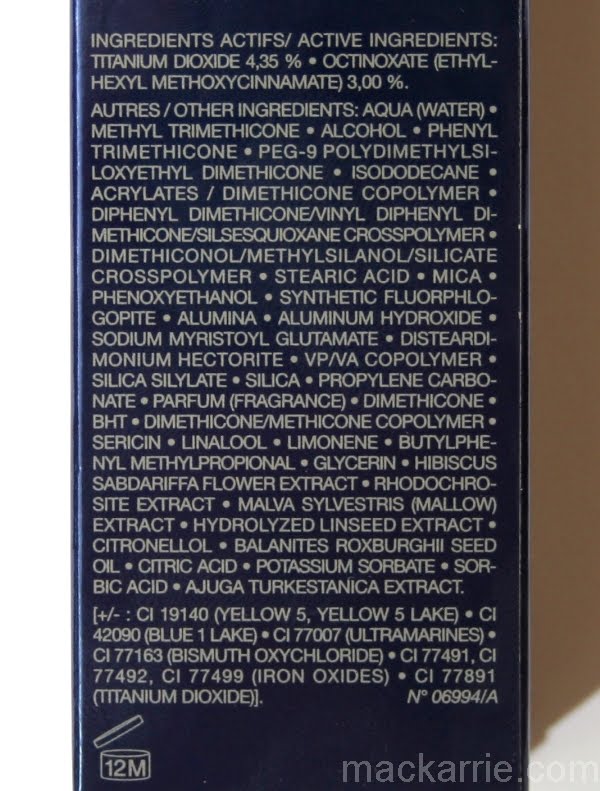 INGREDIENTS ACTIFS/ ACTIVE INGREDIENTS:
TITANIUM DIOXIDE 4,35 % • OCTINOXATE (ETHYL-
HEXYL METHOXYCINNAMATE) 3,00 %.
AUTRES / OTHER INGREDIENTS: AQUA (WATER) •
METHYL TRIMETHICONE • ALCOHOL • PHENYL
TRIMETHICONE • PEG-9 POLYDIMETHYLSI-
LOXYETHYL DIMETHICONE • ISODODECANE •
ACRYLATES / DIMETHICONE COPOLYMER •
DIPHENYL DIMETHICONE/VINYL DIPHENYL DI-
METHICONE/SILSESQUIOXANE CROSSPOLYMER •
DIMETHICONOL/METHYLSILANOL/SILICATE
CROSSPOLYMER • STEARIC ACID • MICA •
PHENOXYETHANOL • SYNTHETIC FLUORPHLO-
GOPITE • ALUMINA • ALUMINUM HYDROXIDE •
SODIUM MYRISTOYL GLUTAMATE • DISTEARDI-
MONIUM HECTORITE • VP/VA COPOLYMER •
SILICA SILYLATE • SILICA • PROPYLENE CARBO-
NATE • PARFUM (FRAGRANCE) • DIMETHICONE •
BHT • DIMETHICONE/METHICONE COPOLYMER •
SERICIN • LINALOOL • LIMONENE • BUTYLPHE-
NYL METHYLPROPIONAL • GLYCERIN • HIBISCUS
SABDARIFFA FLOWER EXTRACT • RHODOCHRO-
SITE EXTRACT • MALVA SYLVESTRIS (MALLOW)
EXTRACT • HYDROLYZED LINSEED EXTRACT •
CITRONELLOL • BALANITES ROXBURGHII SEED
OIL • CITRIC ACID • POTASSIUM SORBATE • SOR-
BIC ACID • AJUGA TURKESTANÏCA EXTRACT.
[+/- : CI 19140 (YELLOW 5, YELLOW 5 LAKE) • CI
42090 (BLUE 1 LAKE) • CI 77007 (ULTRAMARINES) •
CI 77163 (BISMUTH OXYCHLORIDE) • CI 77491, CI
77492, CI 77499 (IRON OXIDES) • CI 77891
(TITANIUM DIOXIDE)]. N° 06994/A
12M
mackarrie.com